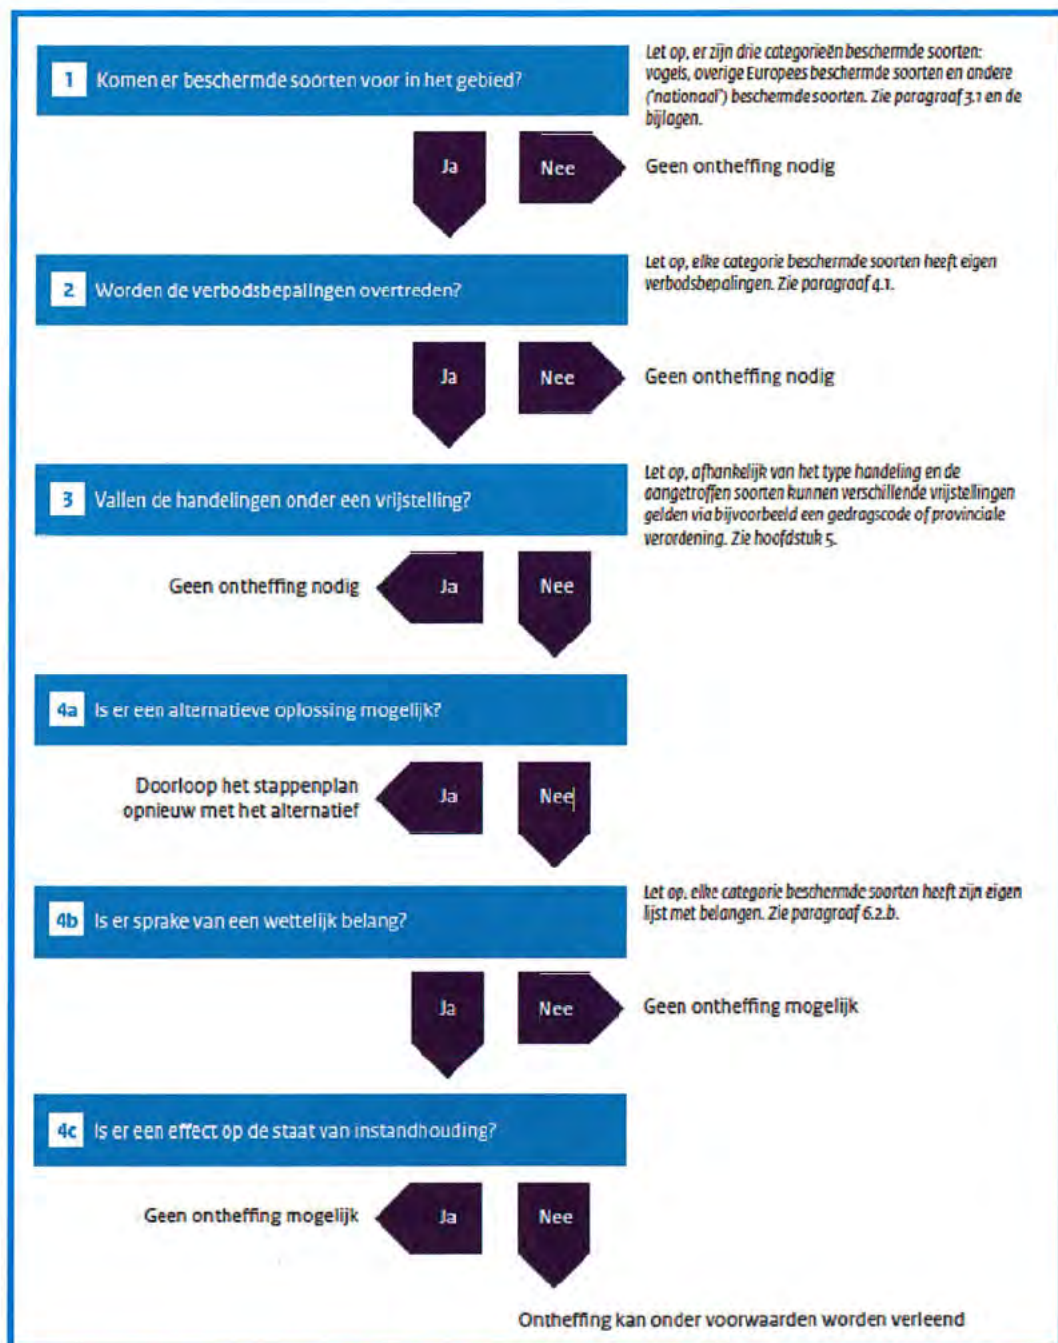 1 Komen er beschermde soorten voor in het gebied?
Let op, er zijn drie categorieën beschermde soorten:
vogels, overige Europees beschermde soorten en andere
('nationaal') beschermde soorten. Zie paragraaf 3.1 en de
bijlagen.
Ja
Nee
Geen ontheffing nodig
2 Worden de verbodsbepalingen overtreden?
Let op, elke categorie beschermde soorten heeft eigen
verbodsbepalingen. Zie paragraaf 4.1.
Ja
Nee
Geen ontheffing nodig
3 Vallen de handelingen onder een vrijstelling?
Let op, afhankelijk van het type handeling en de
aangetroffen soorten kunnen verschillende vrijstellingen
gelden via bijvoorbeeld een gedragscode of provinciale
verordening. Zie hoofdstuk 5.
Geen ontheffing nodig
Ja
Nee
4a Is er een alternatieve oplossing mogelijk?
Doorloop het stappenplan
opnieuw met het alternatief
Ja
Nee
4b Is er sprake van een wettelijk belang?
Let op, elke categorie beschermde soorten heeft zijn eigen
lijst met belangen. Zie paragraaf 6.2.b.
Ja
Nee
Geen ontheffing mogelijk
4c Is er een effect op de staat van instandhouding?
Geen ontheffing mogelijk
Ja
Nee
Ontheffing kan onder voorwaarden worden verleend